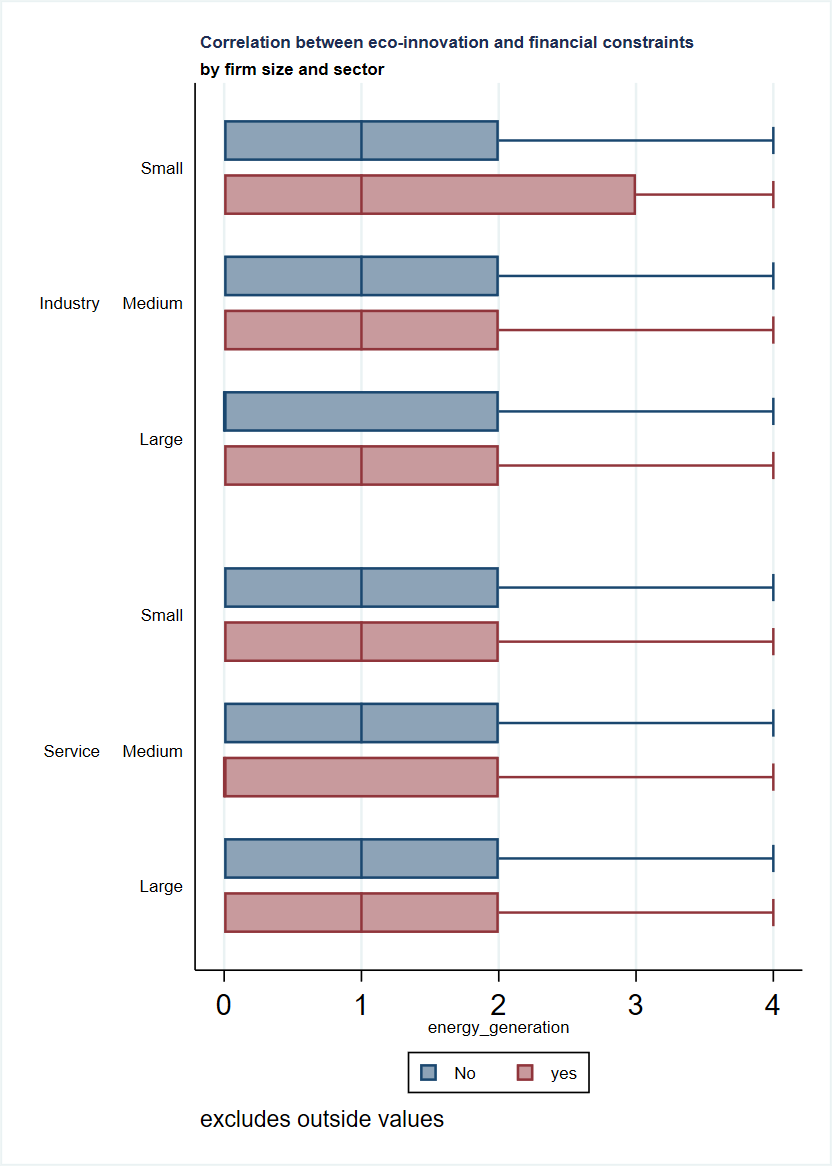 Correlation between eco-innovation and financial constraints
by firm size and sector
Small
Industry Medium
Large
Small
Service Medium
Large
0 1 2 3 4
energy_generation
No yes
excludes outside values